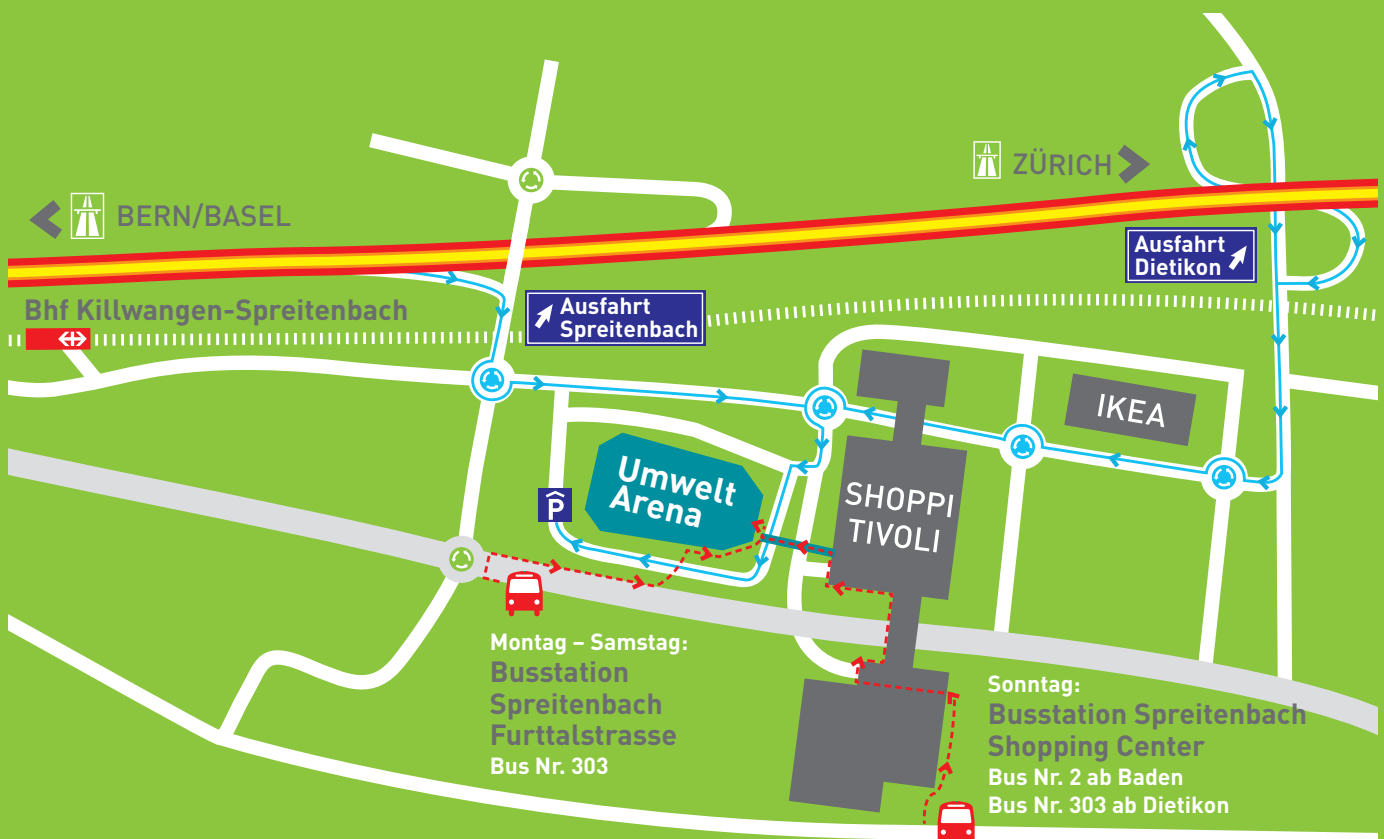 ZÜRICH
BERN/BASEL
Ausfahrt
Dietikon
Bhf Killwangen-Spreitenbach
Ausfahrt
Spreitenbach
IKEA
Umwelt
Arena
SHOPPI
TIVOLI
P
Montag – Samstag:
Busstation
Spreitenbach
Furttalstrasse
Bus Nr. 303
Sonntag:
Busstation Spreitenbach
Shopping Center
Bus Nr. 2 ab Baden
Bus Nr. 303 ab Dietikon